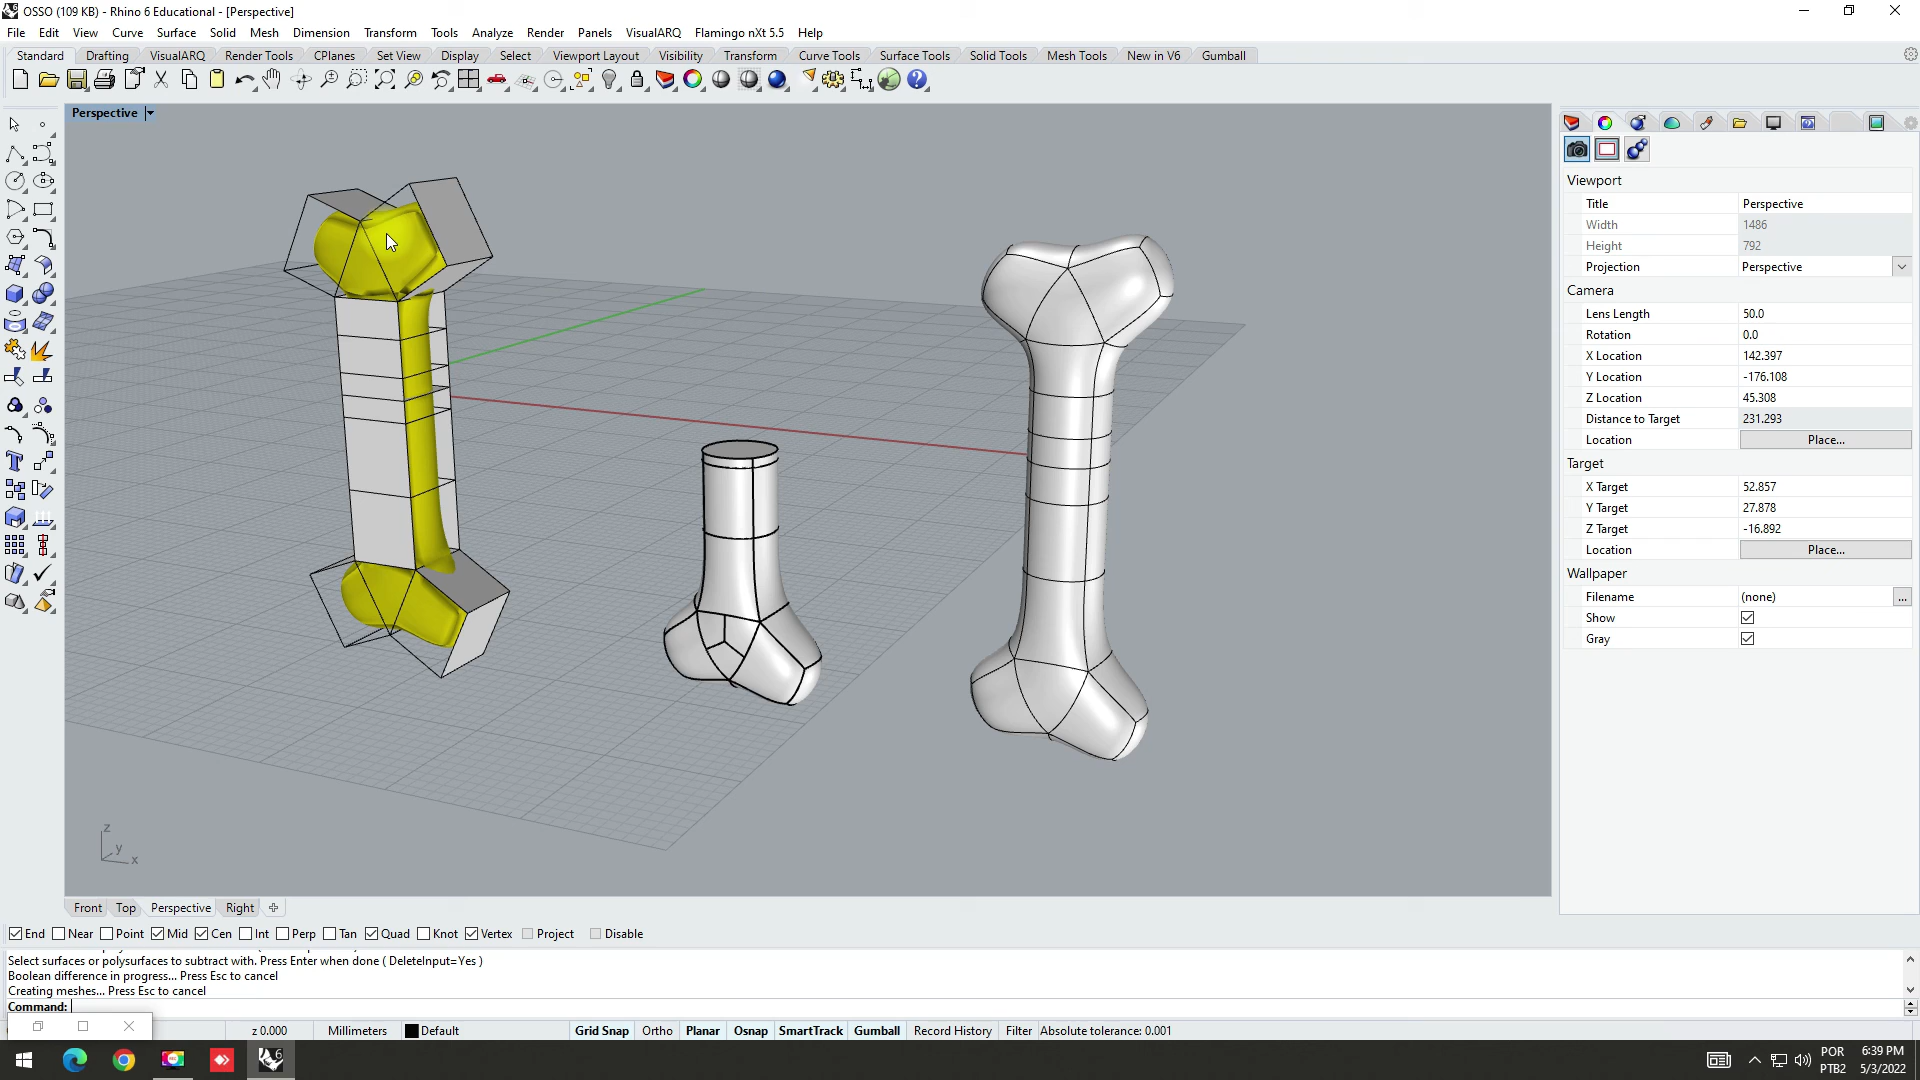 OSSO (109 KB) - Rhino 6 Educational - [Perspective]
File Edit View Curve Surface Solid Mesh Dimension Transform Tools Analyze Render Panels VisualARQ Flamingo nXt 5.5 Help
Standard Drafting VisualARQ Render Tools CPlanes Set View Display Select Viewport Layout Visibility Transform Curve Tools Surface Tools Solid Tools Mesh Tools New in V6 Gumball
Perspective
Viewport
Title Perspective
Width 1486
Height 792
Projection Perspective
Camera
Lens Length 50.0
Rotation 0.0
X Location 142.397
Y Location -176.108
Z Location 45.308
Distance to Target 231.293
Location Place...
Target
X Target 52.857
Y Target 27.878
Z Target -16.892
Location Place...
Wallpaper
Filename (none) ...
Show
Gray
z
y
x
Front Top Perspective Right
End Near Point Mid Cen Int Perp Tan Quad Knot Vertex Project Disable
Select surfaces or polysurfaces to subtract with. Press Enter when done ( DeleteInput=Yes )
Boolean difference in progress... Press Esc to cancel
Creating meshes... Press Esc to cancel
Command:
z 0.000 Millimeters Default Grid Snap Ortho Planar Osnap SmartTrack Gumball Record History Filter Absolute tolerance: 0.001
POR 6:39 PM
PTB2 5/3/2022